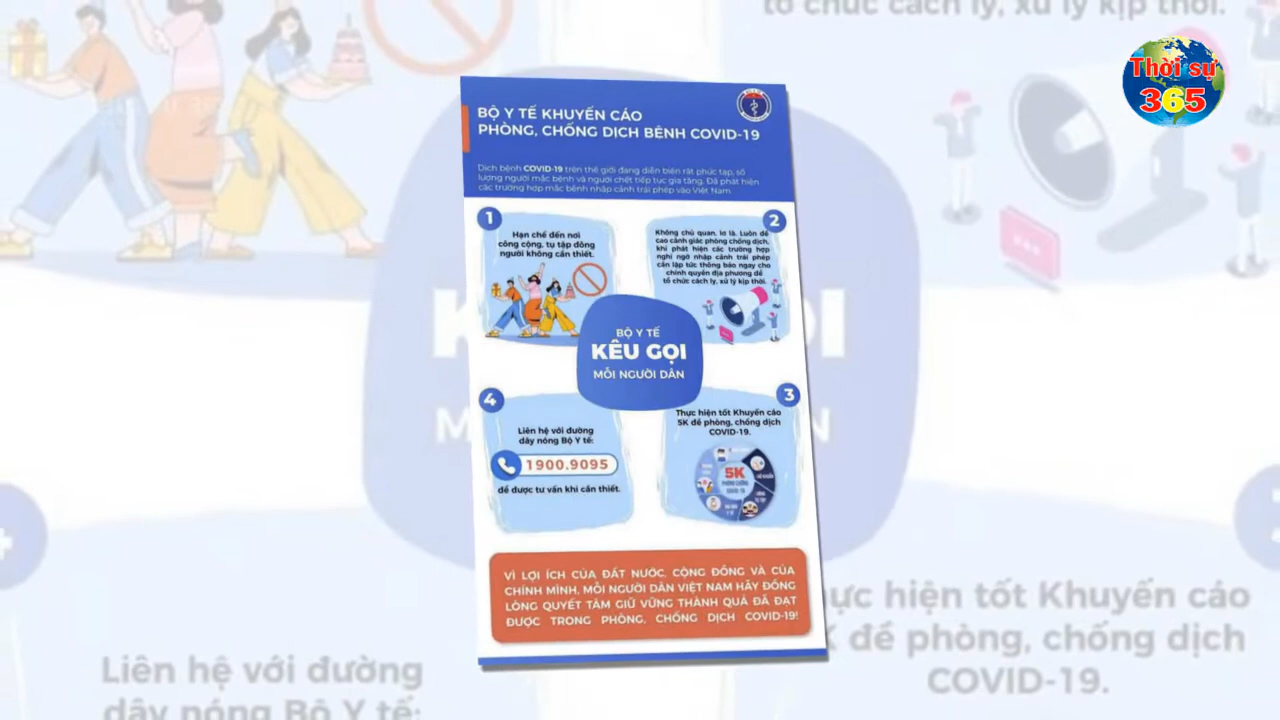 tổ chức cách ly, xử lý kịp thời.
Thời sự
365
BỘ Y TẾ KHUYẾN CÁO
PHÒNG, CHỐNG DỊCH BỆNH COVID-19
Dịch bệnh COVID-19 trên thế giới đang diễn biến rất phức tạp, số
lượng người mắc bệnh và người chết tiếp tục gia tăng. Đã phát hiện
các trường hợp mắc bệnh nhập cảnh trái phép vào Việt Nam.
1
Hạn chế đến nơi
công cộng, tụ tập đông
người không cần thiết.
2
Không chủ quan, lơ là. Luôn đề
cao cảnh giác phòng chống dịch,
khi phát hiện các trường hợp
nghi ngờ nhập cảnh trái phép
cần lập tức thông báo ngay cho
chính quyền địa phương để
tổ chức cách ly, xử lý kịp thời.
BỘ Y TẾ
KÊU GỌI
MỖI NGƯỜI DÂN
4
Liên hệ với đường
dây nóng Bộ Y tế:
1900.9095
để được tư vấn khi cần thiết.
3
Thực hiện tốt Khuyến cáo
5K để phòng, chống dịch
COVID-19.
5K
PHÒNG CHỐNG
COVID-19
VÌ LỢI ÍCH CỦA ĐẤT NƯỚC, CỘNG ĐỒNG VÀ CỦA
CHÍNH MÌNH, MỖI NGƯỜI DÂN VIỆT NAM HÃY ĐỒNG
LÒNG QUYẾT TÂM GIỮ VỮNG THÀNH QUẢ ĐÃ ĐẠT
ĐƯỢC TRONG PHÒNG, CHỐNG DỊCH COVID-19!
hực hiện tốt Khuyến cáo
K để phòng, chống dịch
COVID-19.
Liên hệ với đường
dây nóng Bộ Y tế: